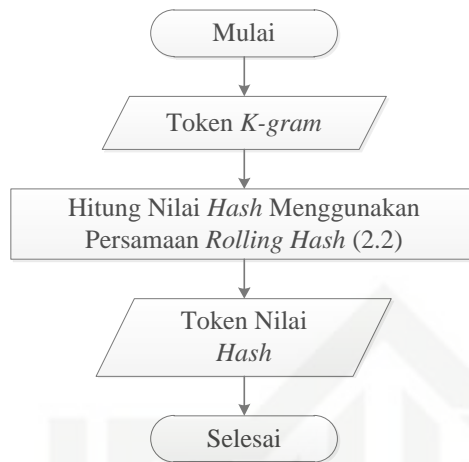 Mulai
Token K-gram
Hitung Nilai Hash Menggunakan
Persamaan Rolling Hash (2.2)
Token Nilai
Hash
Selesai